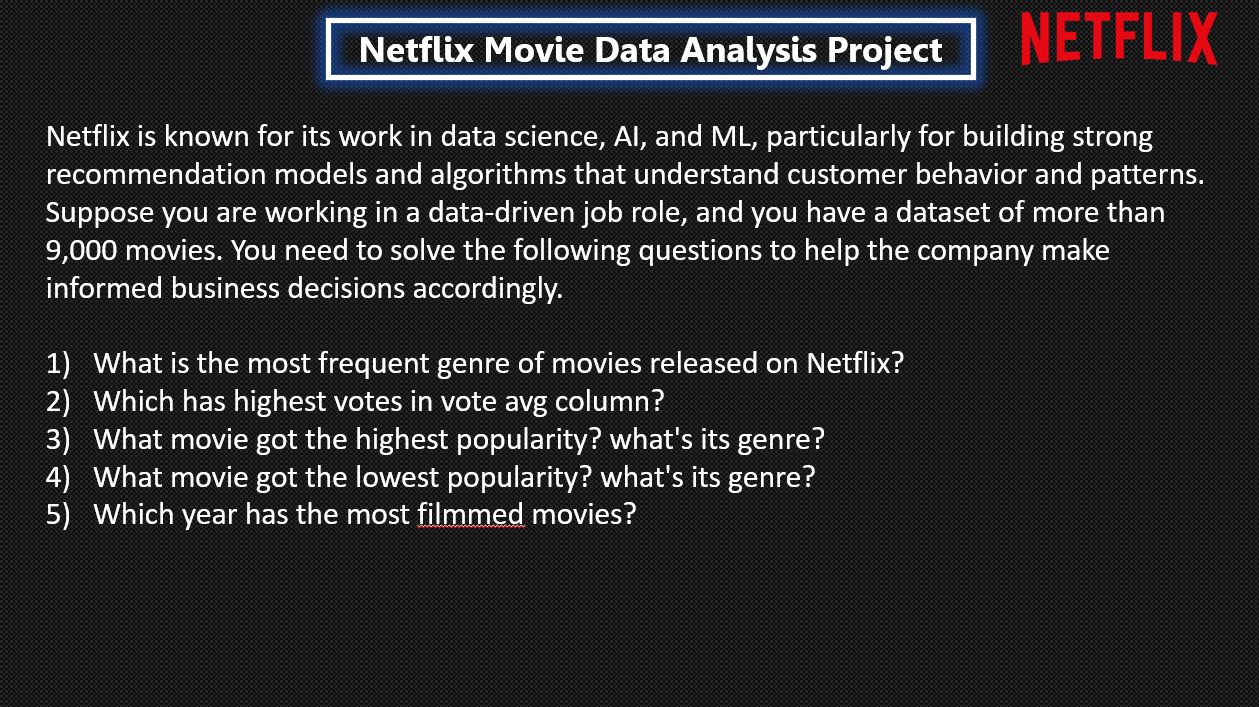 Netflix Movie Data Analysis Project
NETFLIX
Netflix is known for its work in data science, AI, and ML, particularly for building strong
recommendation models and algorithms that understand customer behavior and patterns.
Suppose you are working in a data-driven job role, and you have a dataset of more than
9,000 movies. You need to solve the following questions to help the company make
informed business decisions accordingly.
1) What is the most frequent genre of movies released on Netflix?
2) Which has highest votes in vote avg column?
3) What movie got the highest popularity? what's its genre?
4) What movie got the lowest popularity? what's its genre?
5) Which year has the most filmmed movies?